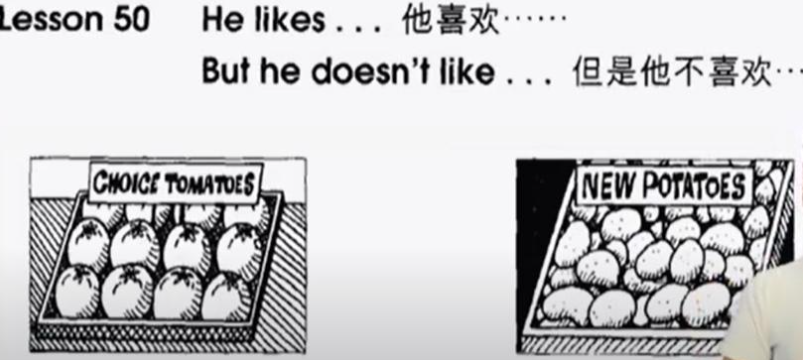 Lesson 50 He likes . . . 他喜欢……
But he doesn't like . . . 但是他不喜欢…
CHOICE TOMATOES
NEW POTATOES